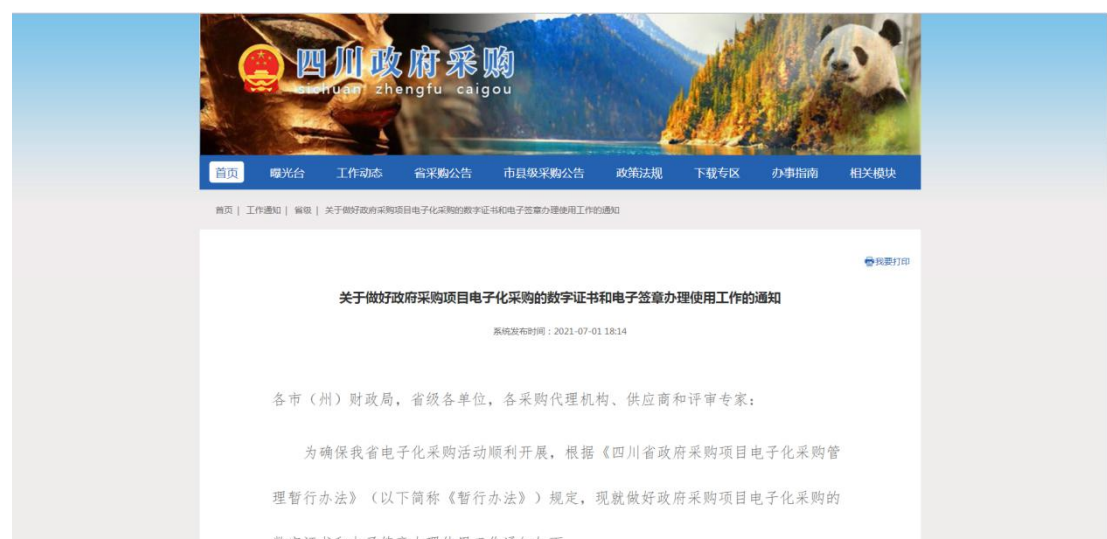 四川政府采购
sichuan zhengfu caigou
首页 曝光台 工作动态 省采购公告 市县级采购公告 政策法规 下载专区 办事指南 相关模块
首页 | 工作通知 | 省级 | 关于做好政府采购项目电子化采购的数字证书和电子签章办理使用工作的通知
我要打印
关于做好政府采购项目电子化采购的数字证书和电子签章办理使用工作的通知
系统发布时间：2021-07-01 18:14
各市（州）财政局，省级各单位，各采购代理机构、供应商和评审专家：
为确保我省电子化采购活动顺利开展，根据《四川省政府采购项目电子化采购管
理暂行办法》（以下简称《暂行办法》）规定，现就做好政府采购项目电子化采购的